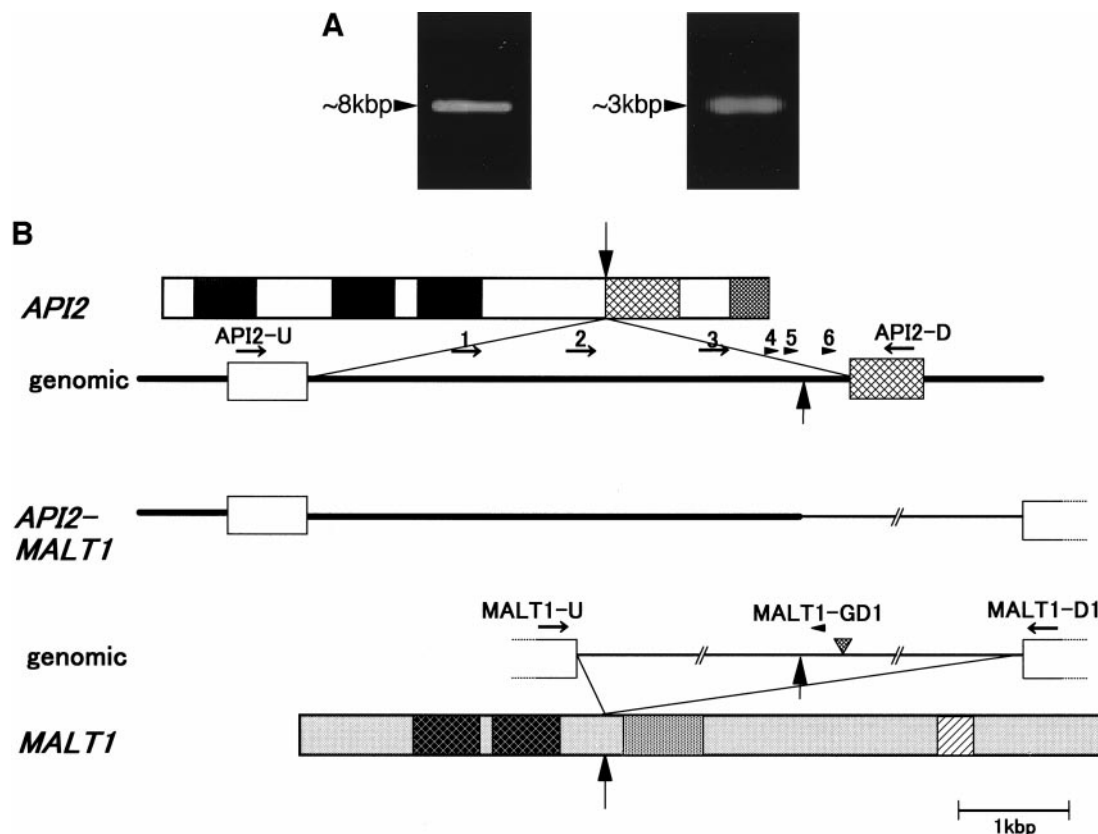 A
~8kbp
~3kbp
B
API2
API2-U
1
2
3
4
5
6
API2-D
genomic
API2-
MALT1
MALT1-U
MALT1-GD1
MALT1-D1
genomic
MALT1
1kbp